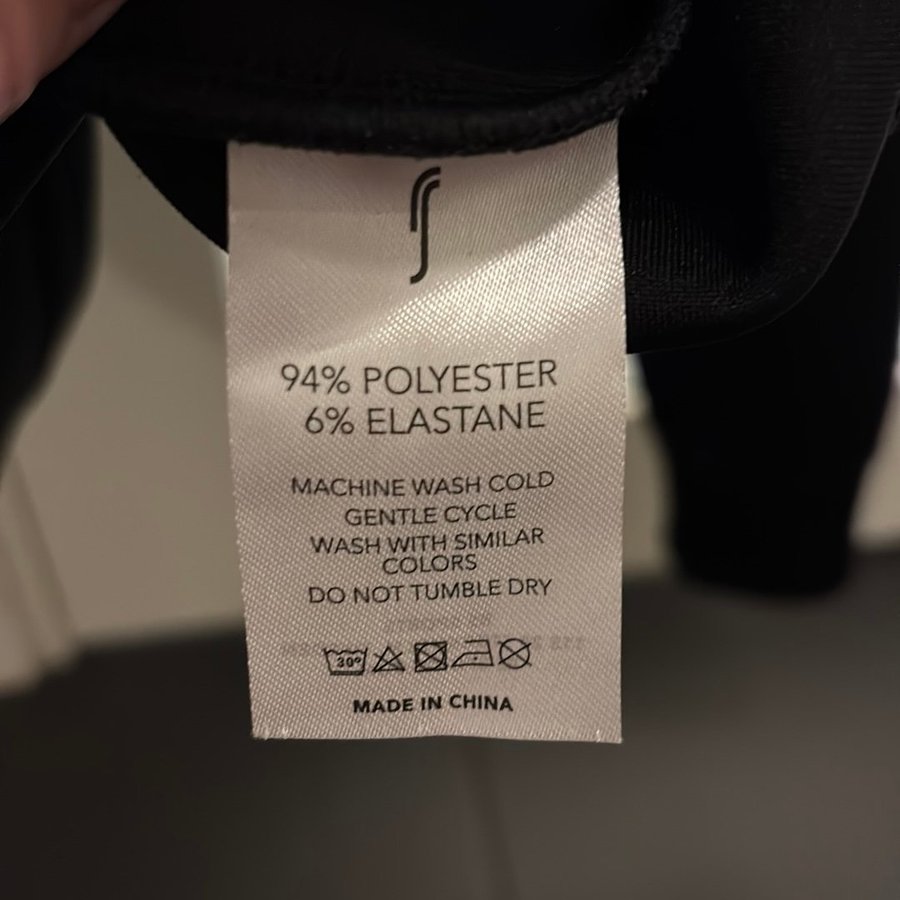 94% POLYESTER
6% ELASTANE
MACHINE WASH COLD
GENTLE CYCLE
WASH WITH SIMILAR
COLORS
DO NOT TUMBLE DRY
30°
MADE IN CHINA